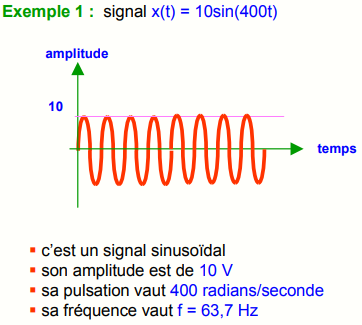 Exemple 1 : signal x(t) = 10sin(400t)
amplitude
10
temps
▪ c'est un signal sinusoïdal
▪ son amplitude est de 10 V
▪ sa pulsation vaut 400 radians/seconde
▪ sa fréquence vaut f = 63,7 Hz